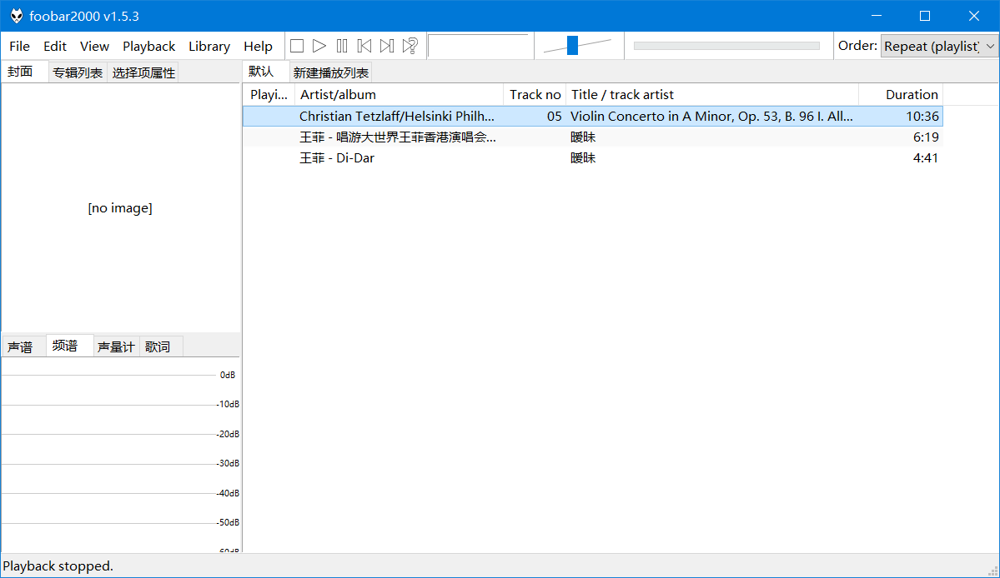 foobar2000 v1.5.3
File Edit View Playback Library Help Order: Repeat (playlist)
封面 专辑列表 选择项属性
默认 新建播放列表
Playi... Artist/album Track no Title / track artist Duration
Christian Tetzlaff/Helsinki Philh... 05 Violin Concerto in A Minor, Op. 53, B. 96 I. All... 10:36
王菲 - 唱游大世界王菲香港演唱会... 暧昧 6:19
王菲 - Di-Dar 暧昧 4:41
[no image]
声谱 频谱 声量计 歌词
0dB
-10dB
-20dB
-30dB
-40dB
-50dB
-60dB
Playback stopped.